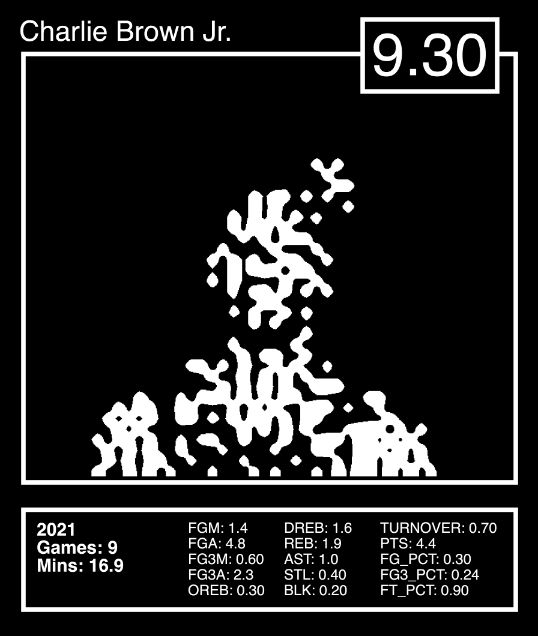 Charlie Brown Jr.
9.30
2021
Games: 9
Mins: 16.9
FGM: 1.4
FGA: 4.8
FG3M: 0.60
FG3A: 2.3
OREB: 0.30
DREB: 1.6
REB: 1.9
AST: 1.0
STL: 0.40
BLK: 0.20
TURNOVER: 0.70
PTS: 4.4
FG_PCT: 0.30
FG3_PCT: 0.24
FT_PCT: 0.90